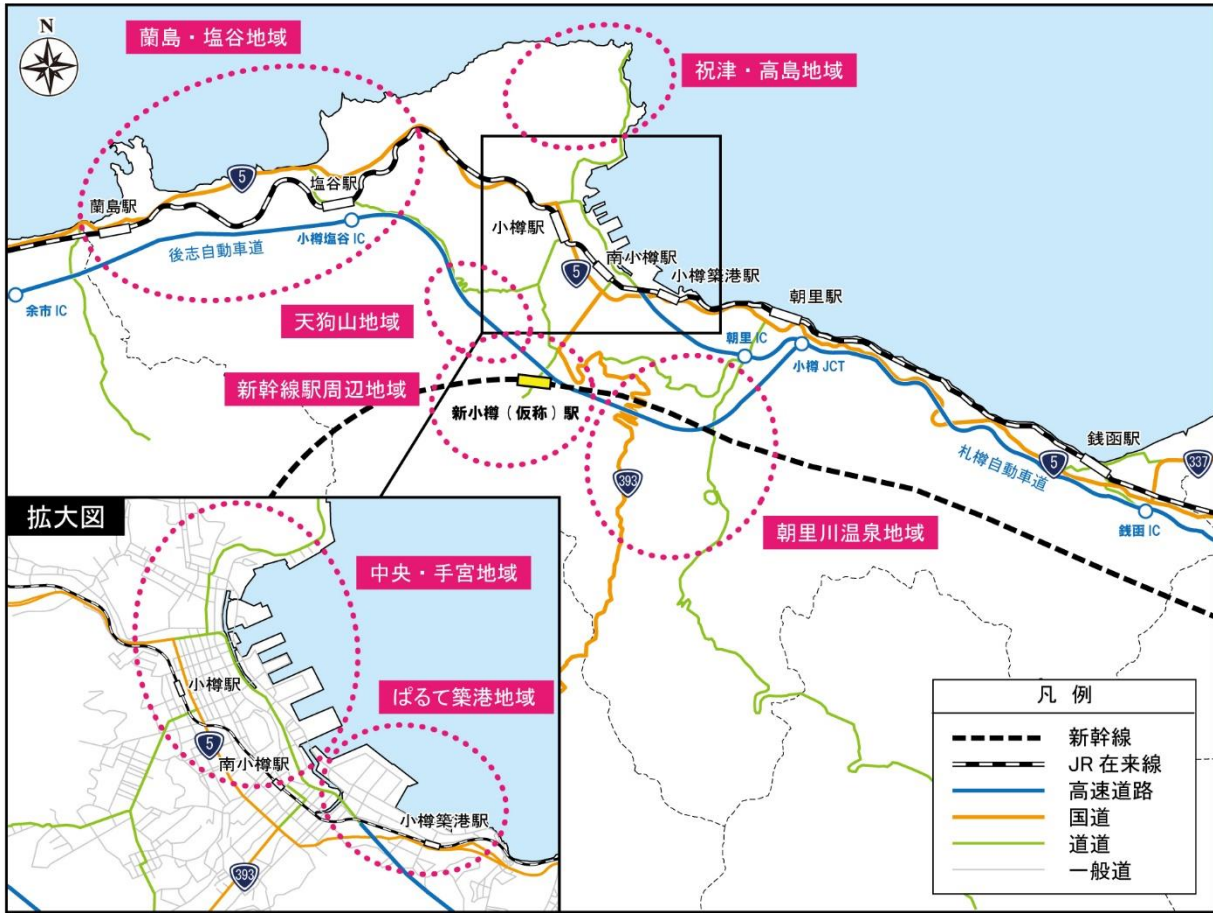 N
蘭島・塩谷地域
祝津・高島地域
5
塩谷駅
蘭島駅
小樽塩谷 IC
後志自動車道
余市 IC
小樽駅
南小樽駅
5
小樽築港駅
朝里駅
天狗山地域
朝里 IC
小樽 JCT
新幹線駅周辺地域
新小樽（仮称）駅
銭函駅
5
337
札樽自動車道
393
銭函 IC
朝里川温泉地域
拡大図
中央・手宮地域
小樽駅
ぱるて築港地域
5
南小樽駅
小樽築港駅
393
凡 例
新幹線
JR 在来線
高速道路
国道
道道
一般道